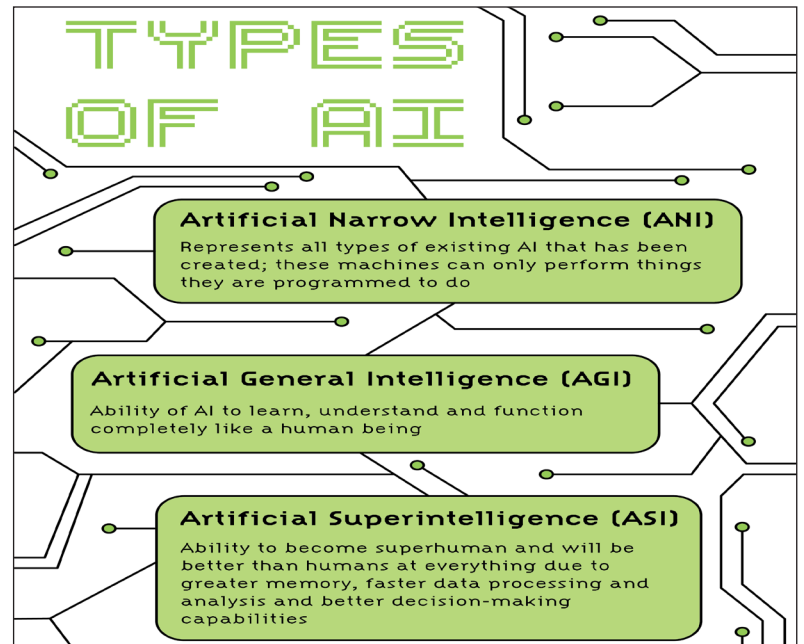 TYPES
OF AI
Artificial Narrow Intelligence (ANI)
Represents all types of existing AI that has been
created; these machines can only perform things
they are programmed to do
Artificial General Intelligence (AGI)
Ability of AI to learn, understand and function
completely like a human being
Artificial Superintelligence (ASI)
Ability to become superhuman and will be
better than humans at everything due to
greater memory, faster data processing and
analysis and better decision-making
capabilities